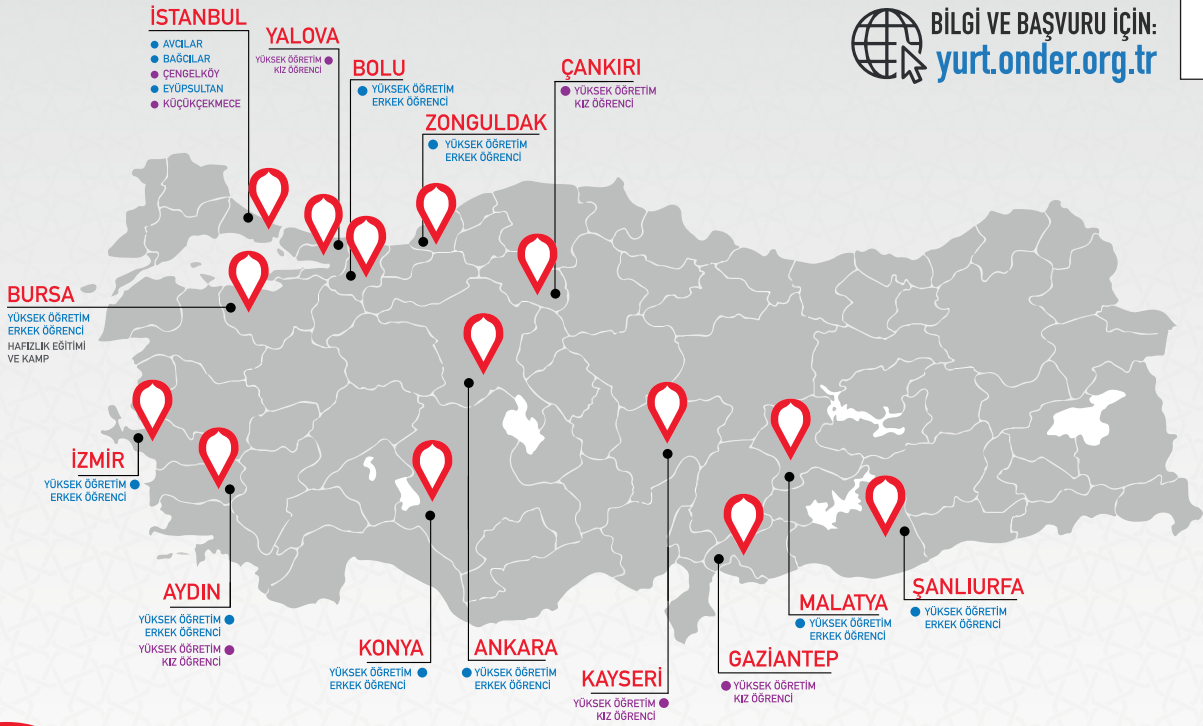 İSTANBUL
AVCILAR
BAĞCILAR
ÇENGELKÖY
EYÜPSULTAN
KÜÇÜKÇEKMECE
YALOVA
YÜKSEK ÖĞRETİM
KIZ ÖĞRENCİ
BOLU
YÜKSEK ÖĞRETİM
ERKEK ÖĞRENCİ
ZONGULDAK
YÜKSEK ÖĞRETİM
ERKEK ÖĞRENCİ
ÇANKIRI
YÜKSEK ÖĞRETİM
KIZ ÖĞRENCİ
BİLGİ VE BAŞVURU İÇİN:
yurt.onder.org.tr
BURSA
YÜKSEK ÖĞRETİM
ERKEK ÖĞRENCİ
HAFIZLIK EĞİTİMİ
VE KAMP
İZMİR
YÜKSEK ÖĞRETİM
ERKEK ÖĞRENCİ
AYDIN
YÜKSEK ÖĞRETİM
ERKEK ÖĞRENCİ
YÜKSEK ÖĞRETİM
KIZ ÖĞRENCİ
KONYA
YÜKSEK ÖĞRETİM
ERKEK ÖĞRENCİ
ANKARA
YÜKSEK ÖĞRETİM
ERKEK ÖĞRENCİ
KAYSERİ
YÜKSEK ÖĞRETİM
KIZ ÖĞRENCİ
GAZİANTEP
YÜKSEK ÖĞRETİM
KIZ ÖĞRENCİ
MALATYA
YÜKSEK ÖĞRETİM
ERKEK ÖĞRENCİ
ŞANLIURFA
YÜKSEK ÖĞRETİM
ERKEK ÖĞRENCİ